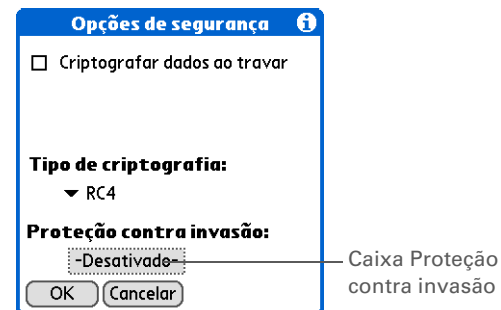 Opções de segurança
Criptografar dados ao travar
Tipo de criptografia:
RC4
Proteção contra invasão:
-Desativado-
Caixa Proteção
contra invasão
OK Cancelar